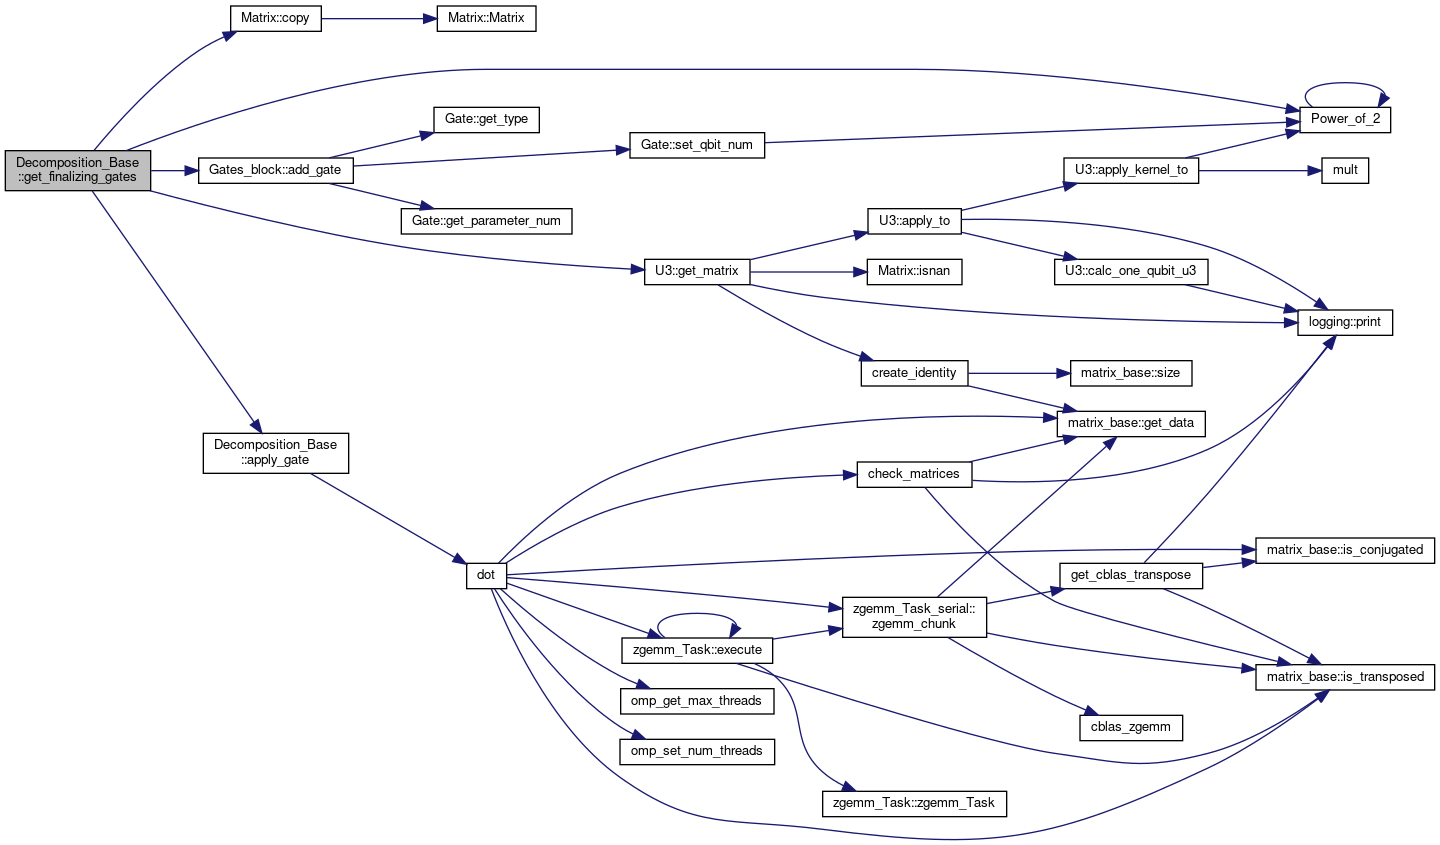 Matrix::copy
Matrix::Matrix
Power_of_2
Gate::get_type
Gate::set_qbit_num
Decomposition_Base
::get_finalizing_gates
Gates_block::add_gate
U3::apply_kernel_to
mult
Gate::get_parameter_num
U3::apply_to
U3::get_matrix
Matrix::isnan
U3::calc_one_qubit_u3
logging::print
create_identity
matrix_base::size
matrix_base::get_data
Decomposition_Base
::apply_gate
check_matrices
matrix_base::is_conjugated
dot
get_cblas_transpose
zgemm_Task_serial::
zgemm_chunk
zgemm_Task::execute
matrix_base::is_transposed
omp_get_max_threads
cblas_zgemm
omp_set_num_threads
zgemm_Task::zgemm_Task